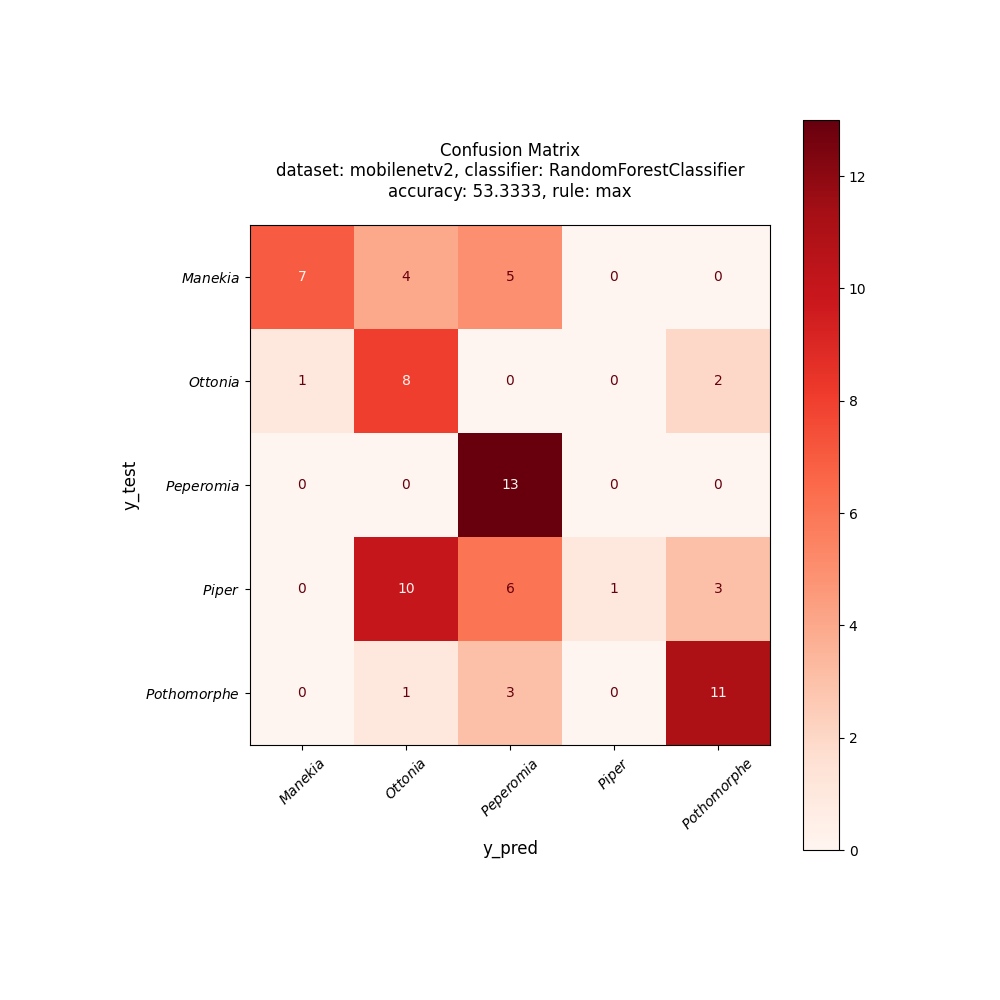 Confusion Matrix
dataset: mobilenetv2, classifier: RandomForestClassifier
accuracy: 53.3333, rule: max
Manekia 7 4 5 0 0
Ottonia 1 8 0 0 2
Peperomia 0 0 13 0 0
Piper 0 10 6 1 3
Pothomorphe 0 1 3 0 11
Manekia Ottonia Peperomia Piper Pothomorphe
y_pred
y_test
12
10
8
6
4
2
0